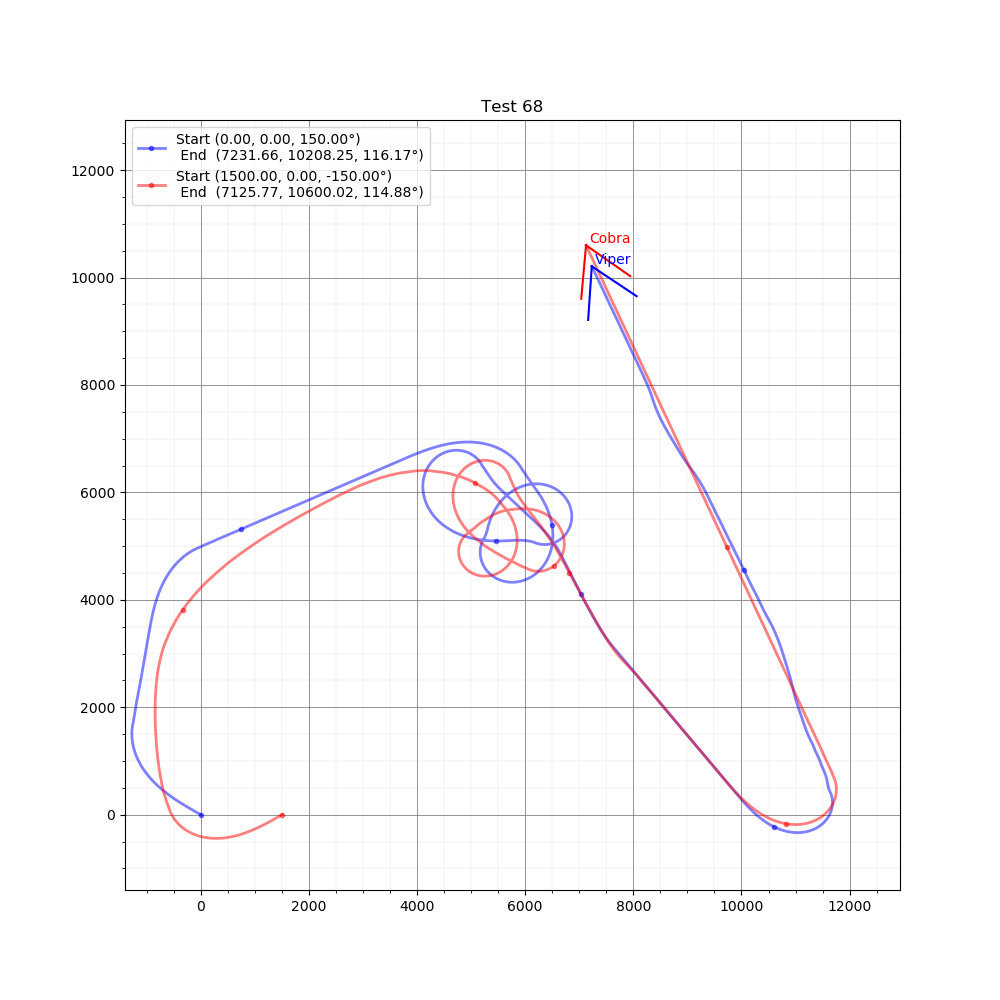 Test 68
Start (0.00, 0.00, 150.00°)
End  (7231.66, 10208.25, 116.17°)
Start (1500.00, 0.00, -150.00°)
End  (7125.77, 10600.02, 114.88°)
Cobra
Viper
12000
10000
8000
6000
4000
2000
0
0 2000 4000 6000 8000 10000 12000